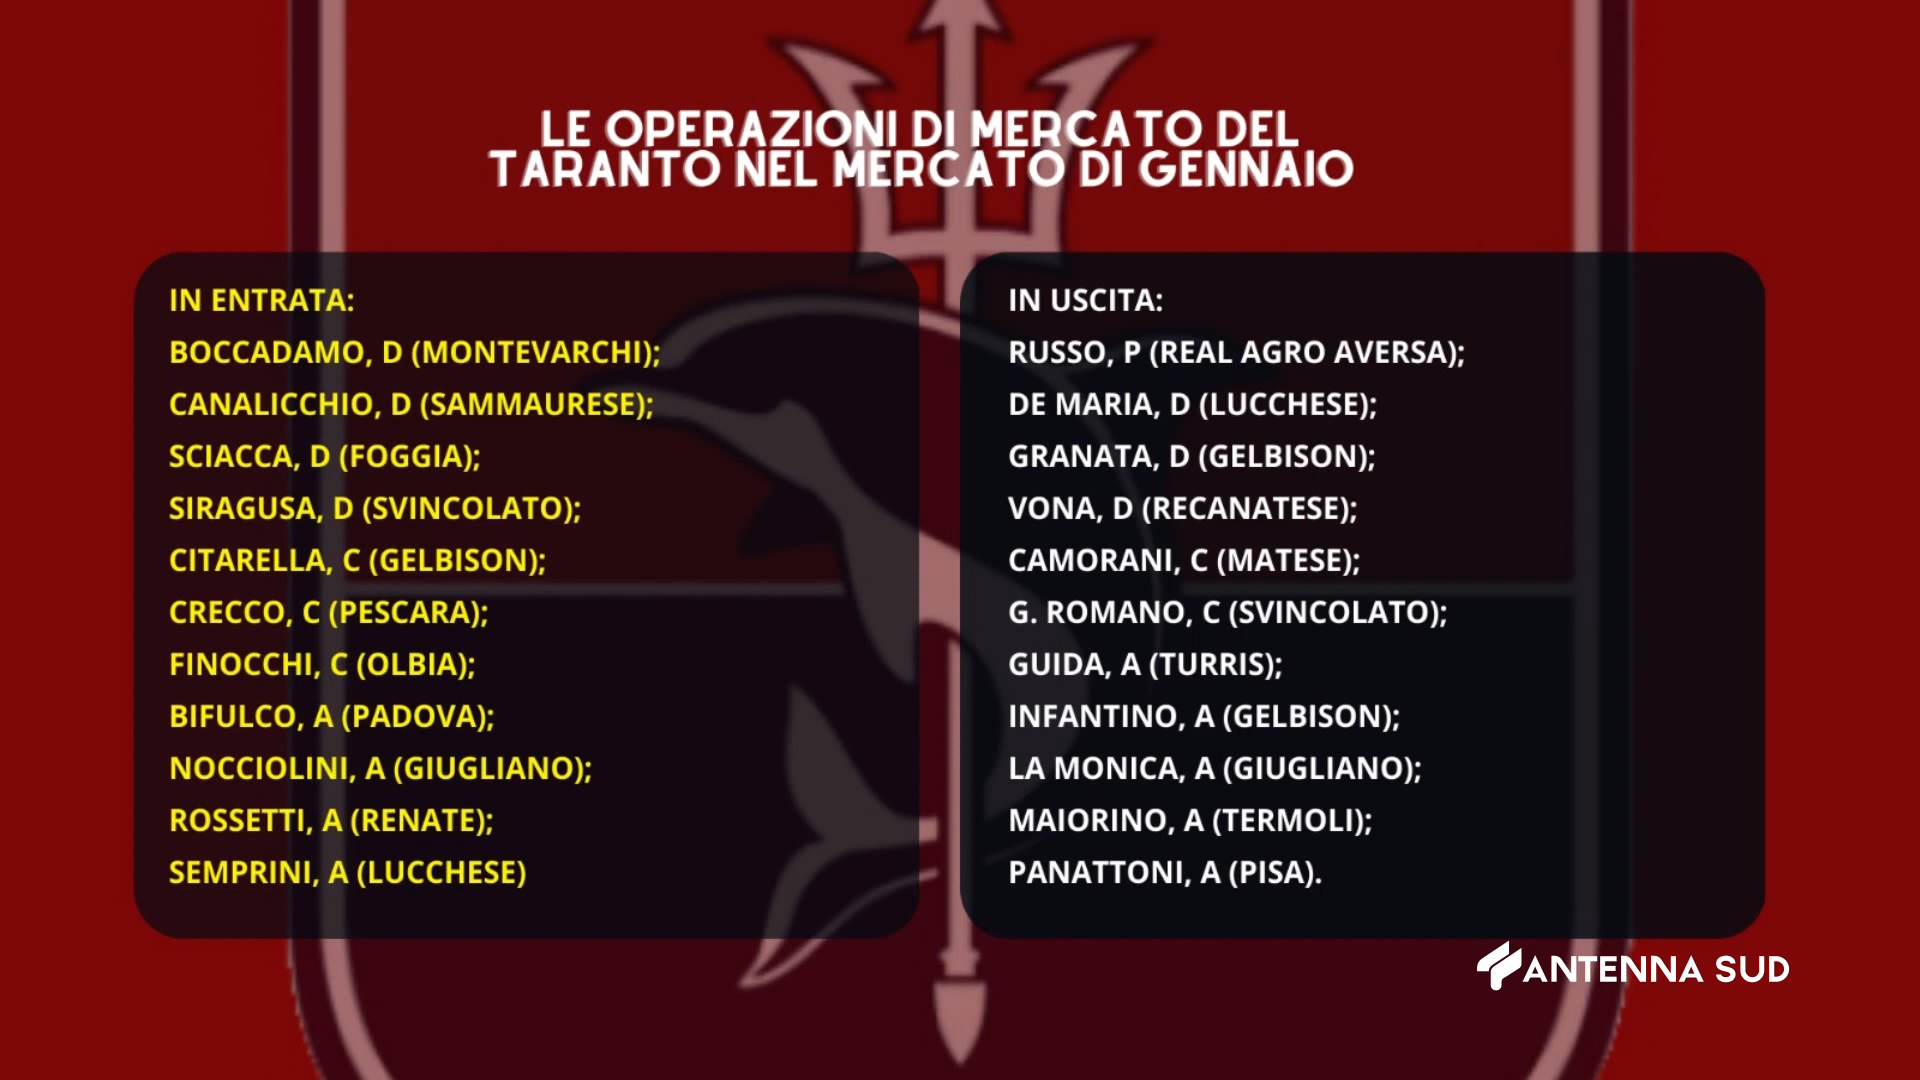 LE OPERAZIONI DI MERCATO DEL
TARANTO NEL MERCATO DI GENNAIO
IN ENTRATA:
BOCCADAMO, D (MONTEVARCHI);
CANALICCHIO, D (SAMMAURESE);
SCIACCA, D (FOGGIA);
SIRAGUSA, D (SVINCOLATO);
CITARELLA, C (GELBISON);
CRECCO, C (PESCARA);
FINOCCHI, C (OLBIA);
BIFULCO, A (PADOVA);
NOCCIOLINI, A (GIUGLIANO);
ROSSETTI, A (RENATE);
SEMPRINI, A (LUCCHESE)
IN USCITA:
RUSSO, P (REAL AGRO AVERSA);
DE MARIA, D (LUCCHESE);
GRANATA, D (GELBISON);
VONA, D (RECANATESE);
CAMORANI, C (MATESE);
G. ROMANO, C (SVINCOLATO);
GUIDA, A (TURRIS);
INFANTINO, A (GELBISON);
LA MONICA, A (GIUGLIANO);
MAIORINO, A (TERMOLI);
PANATTONI, A (PISA).
ANTENNA SUD